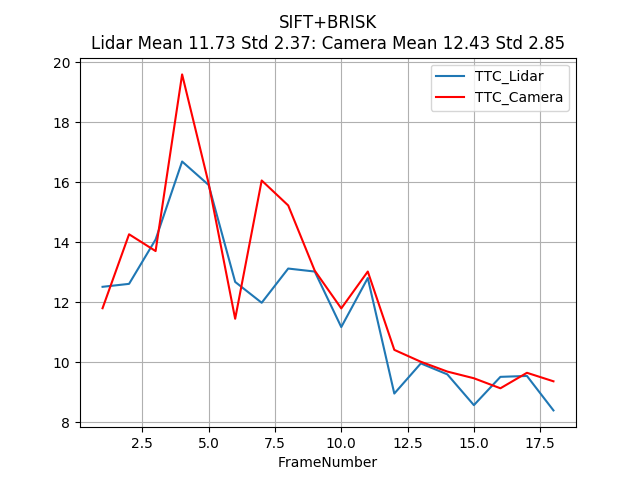 SIFT+BRISK
Lidar Mean 11.73 Std 2.37: Camera Mean 12.43 Std 2.85
TTC_Lidar
TTC_Camera
20
18
16
14
12
10
8
2.5 5.0 7.5 10.0 12.5 15.0 17.5
FrameNumber